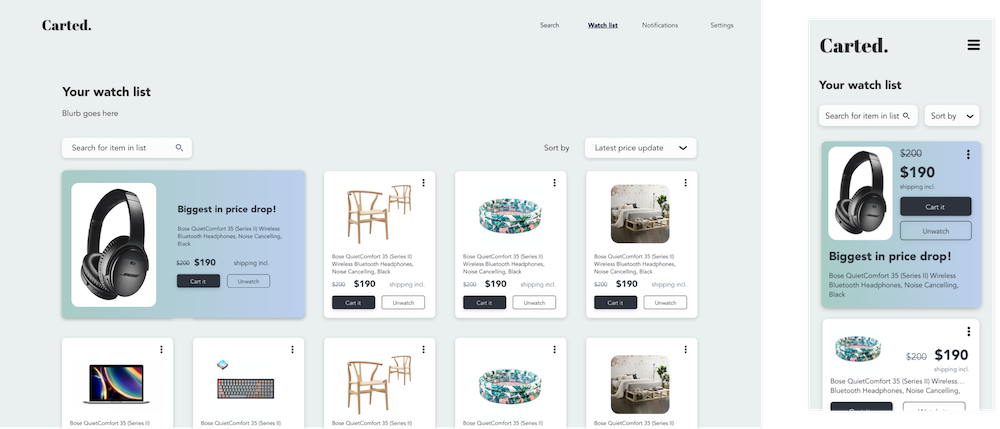 Carted.
Search Watch list Notifications Settings
Your watch list
Blurb goes here
Search for item in list
Sort by
Latest price update
Biggest in price drop!
Bose QuietComfort 35 (Series II) Wireless
Bluetooth Headphones, Noise Cancelling,
Black
$200 $190 shipping incl.
Cart it
Unwatch
Bose QuietComfort 35 (Series II)
Wireless Bluetooth Headphones,
Noise Cancelling, Black
$200 $190 shipping incl.
Cart it
Unwatch
Bose QuietComfort 35 (Series II)
Wireless Bluetooth Headphones,
Noise Cancelling, Black
$200 $190 shipping incl.
Cart it
Unwatch
Bose QuietComfort 35 (Series II)
Wireless Bluetooth Headphones,
Noise Cancelling, Black
$200 $190 shipping incl.
Cart it
Unwatch
Bose QuietComfort 35 (Series II)
Bose QuietComfort 35 (Series II)
Bose QuietComfort 35 (Series II)
Bose QuietComfort 35 (Series II)
Bose QuietComfort 35 (Series II)
Carted.
Your watch list
Search for item in list
Sort by
$200
$190
shipping incl.
Cart it
Unwatch
Biggest in price drop!
Bose QuietComfort 35 (Series II) Wireless
Bluetooth Headphones, Noise Cancelling,
Black
$200 $190
shipping incl.
Bose QuietComfort 35 (Series II) Wireless...
Bluetooth Headphones, Noise Cancelling,